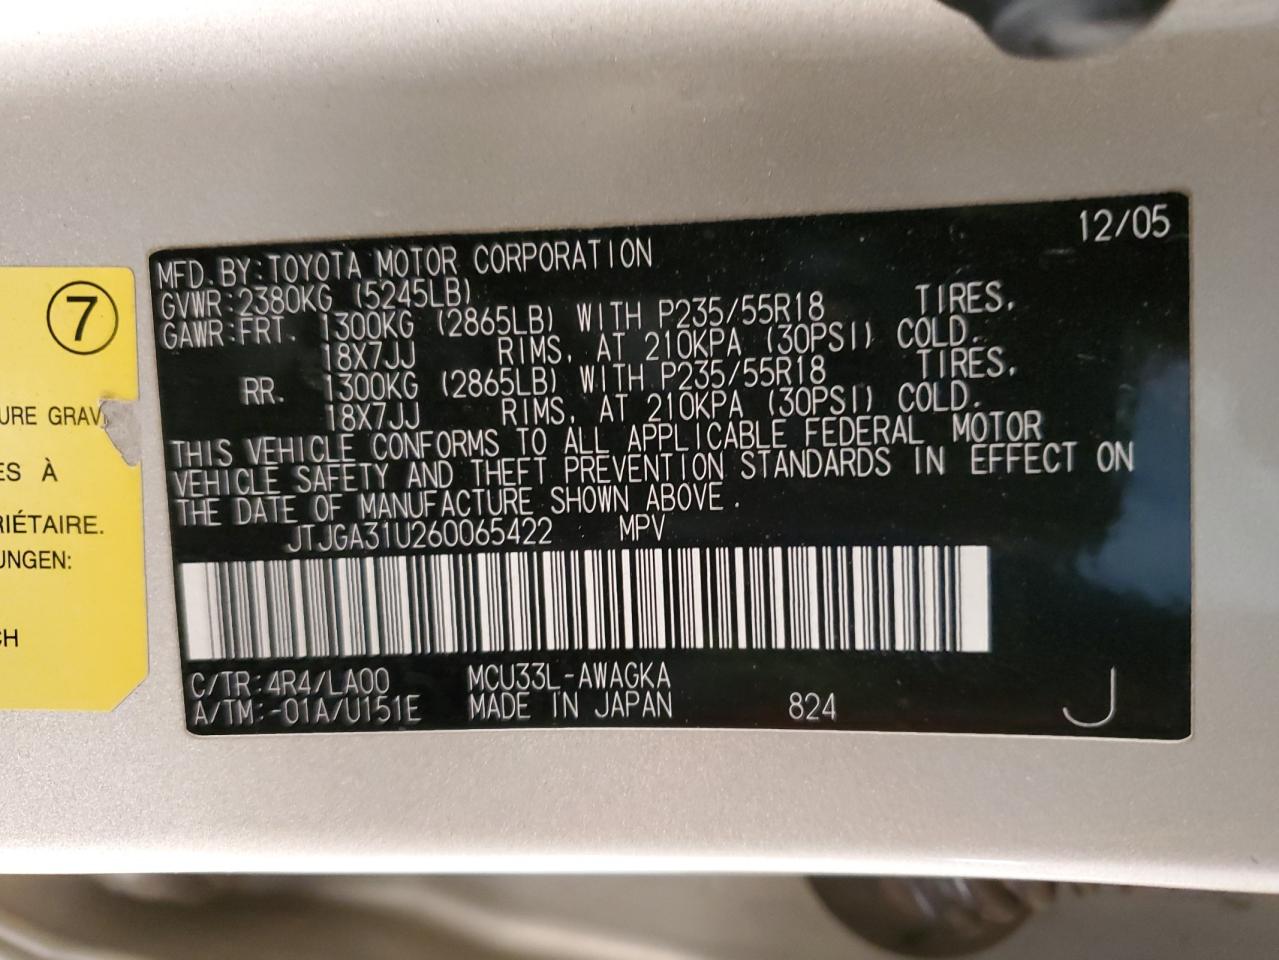 12/05
MFD. BY: TOYOTA MOTOR CORPORATION
GVWR: 2380KG (5245LB)
GAWR: FRT. 1300KG (2865LB) WITH P235/55R18 TIRES,
18X7JJ RIMS, AT 210KPA (30PSI) COLD.
RR. 1300KG (2865LB) WITH P235/55R18 TIRES,
18X7JJ RIMS, AT 210KPA (30PSI) COLD.
THIS VEHICLE CONFORMS TO ALL APPLICABLE FEDERAL MOTOR
VEHICLE SAFETY AND THEFT PREVENTION STANDARDS IN EFFECT ON
THE DATE OF MANUFACTURE SHOWN ABOVE.
JTJGA31U260065422 MPV
C/TR: 4R4/LA00 MCU33L-AWAGKA
A/TM: -01A/U151E MADE IN JAPAN 824 J
7
URE GRAV
ES À
RIÉTAIRE.
UNGEN:
CH